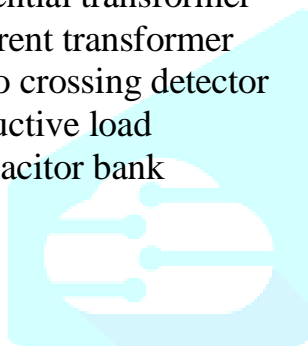 ential transformer
rent transformer
o crossing detector
uctive load
acitor bank